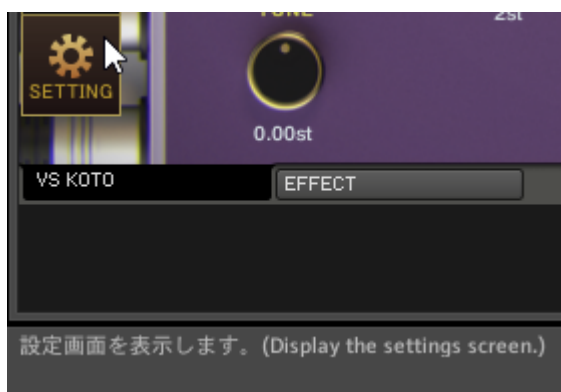 TUNE
2st
SETTING
0.00st
VS KOTO
EFFECT
設定画面を表示します。(Display the settings screen.)